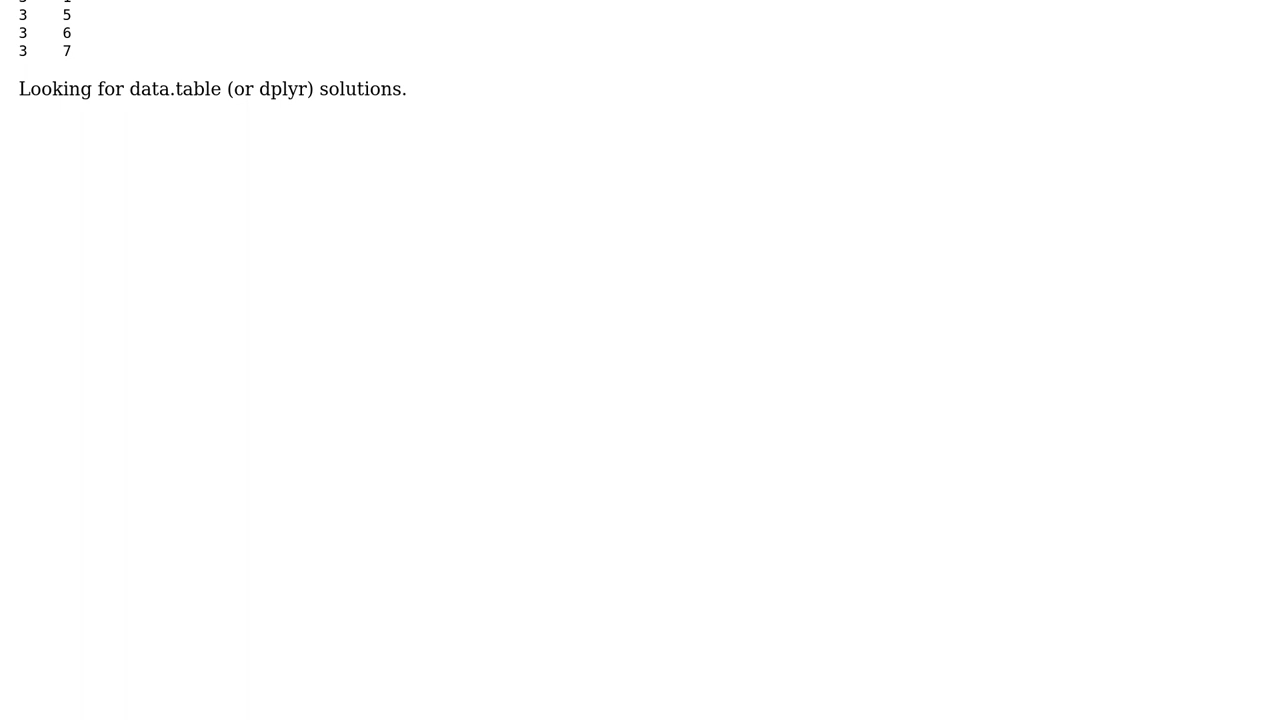 3    5
3    6
3    7
Looking for data.table (or dplyr) solutions.